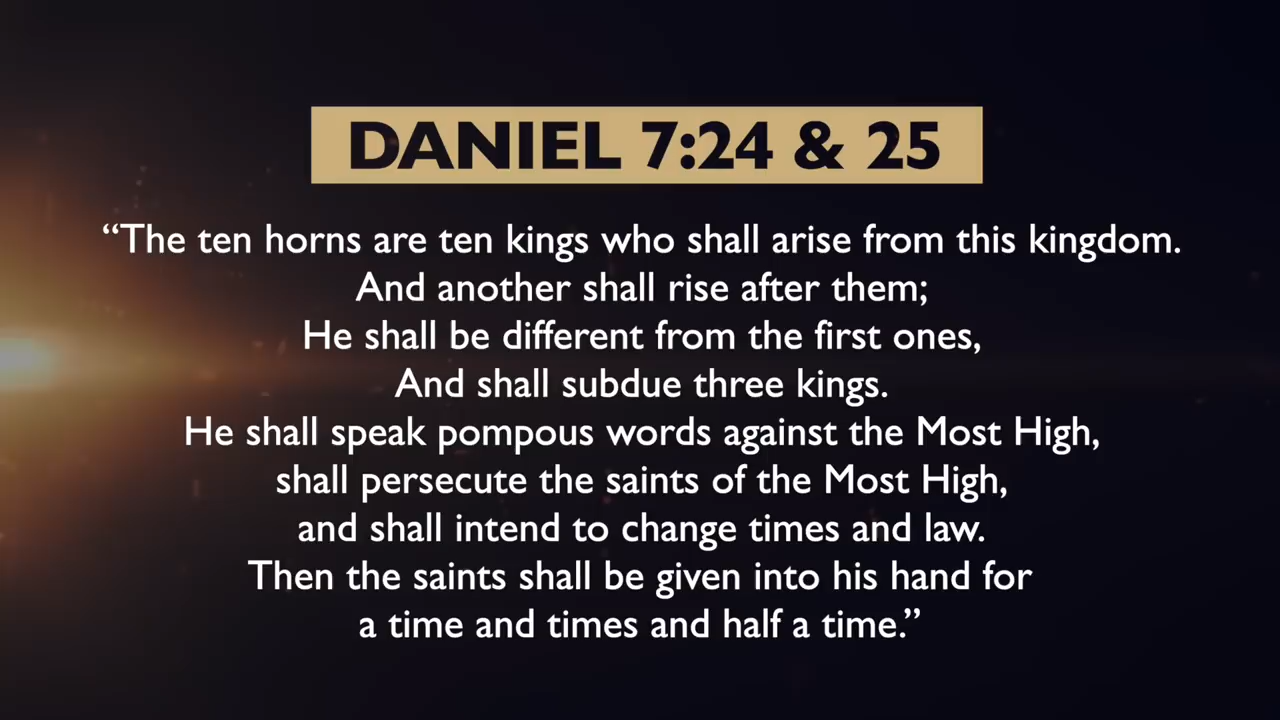 DANIEL 7:24 & 25
“The ten horns are ten kings who shall arise from this kingdom.
And another shall rise after them;
He shall be different from the first ones,
And shall subdue three kings.
He shall speak pompous words against the Most High,
shall persecute the saints of the Most High,
and shall intend to change times and law.
Then the saints shall be given into his hand for
a time and times and half a time.”